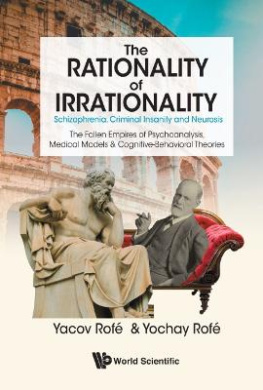 The
RATIONALITY
of
IRRATIONALITY
Schizophrenia, Criminal Insanity and Neurosis
The Fallen Empires of Psychoanalysis,
Medical Models & Cognitive-Behavioral Theories
Yacov Rofé & Yochay Rofé
World Scientific